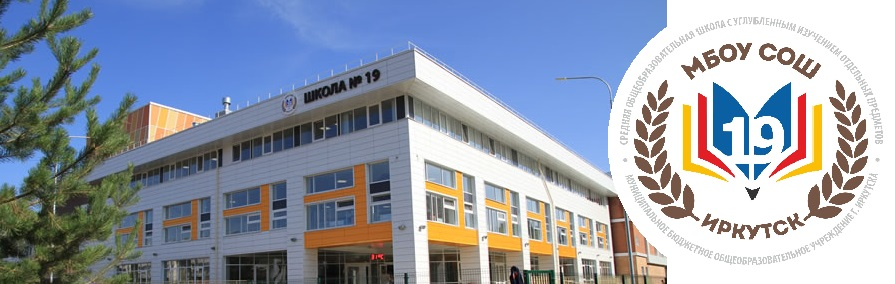 ШКОЛА № 19
СРЕДНЯЯ ОБЩЕОБРАЗОВАТЕЛЬНАЯ ШКОЛА С УГЛУБЛЕННЫМ ИЗУЧЕНИЕМ ОТДЕЛЬНЫХ ПРЕДМЕТОВ
МБОУ СОШ
19
ИРКУТСК
МУНИЦИПАЛЬНОЕ БЮДЖЕТНОЕ ОБЩЕОБРАЗОВАТЕЛЬНОЕ УЧРЕЖДЕНИЕ Г. ИРКУТСКА